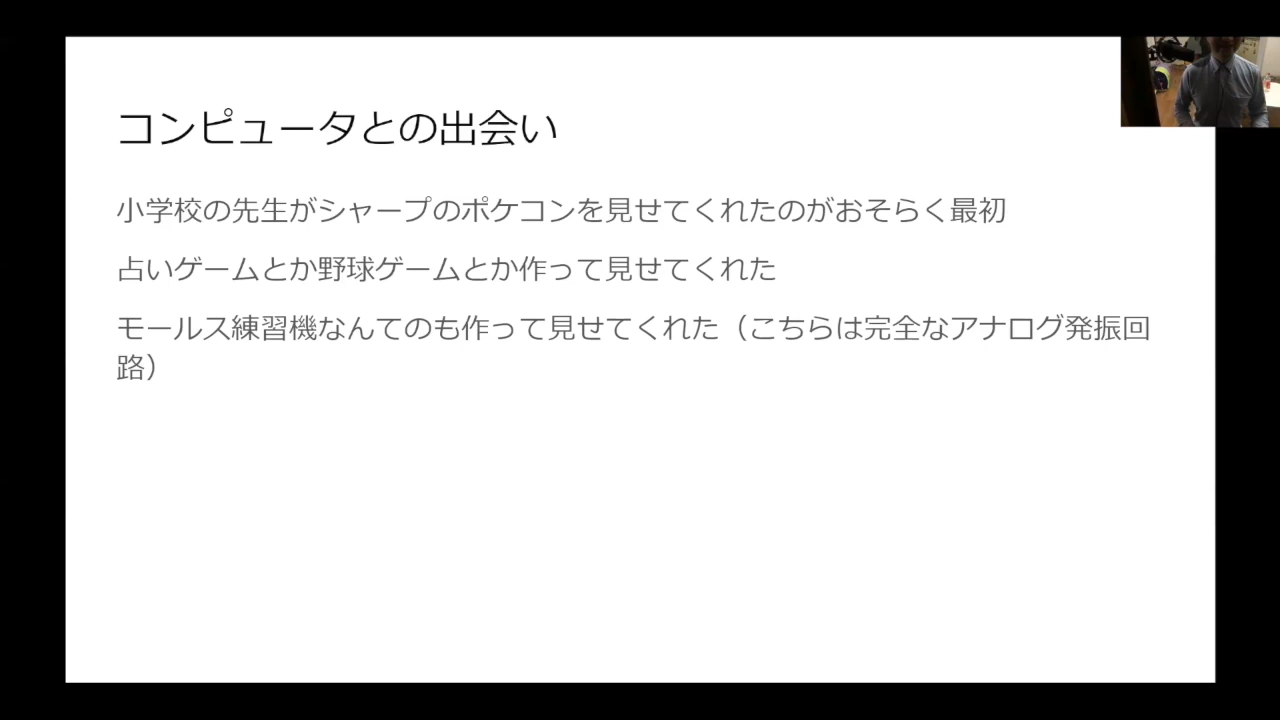 コンピュータとの出会い
小学校の先生がシャープのポケコンを見せてくれたのがおそらく最初
占いゲームとか野球ゲームとか作って見せてくれた
モールス練習機なんてのも作って見せてくれた（こちらは完全なアナログ発振回
路）